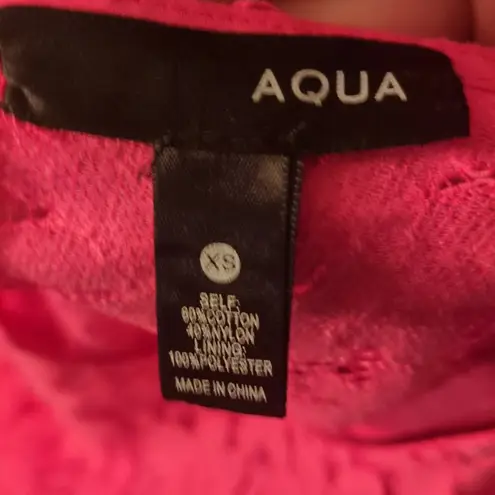 AQUA
XS
SELF:
60%COTTON
40%NYLON
LINING:
100%POLYESTER
MADE IN CHINA